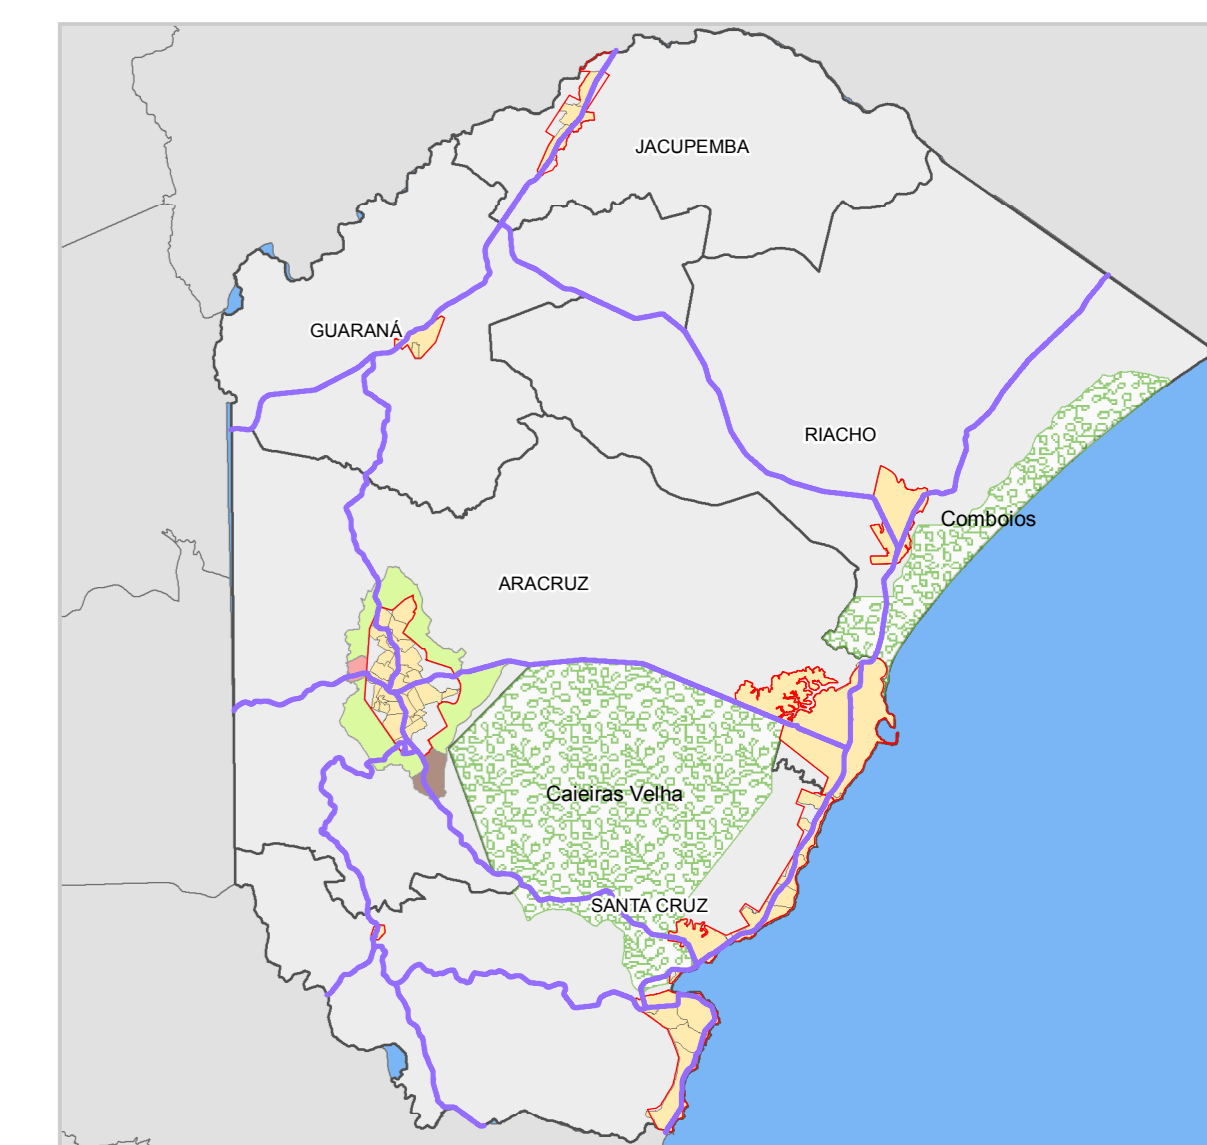 JACUPEMBA
GUARANÁ
RIACHO
Comboios
ARACRUZ
Caieiras Velha
SANTA CRUZ